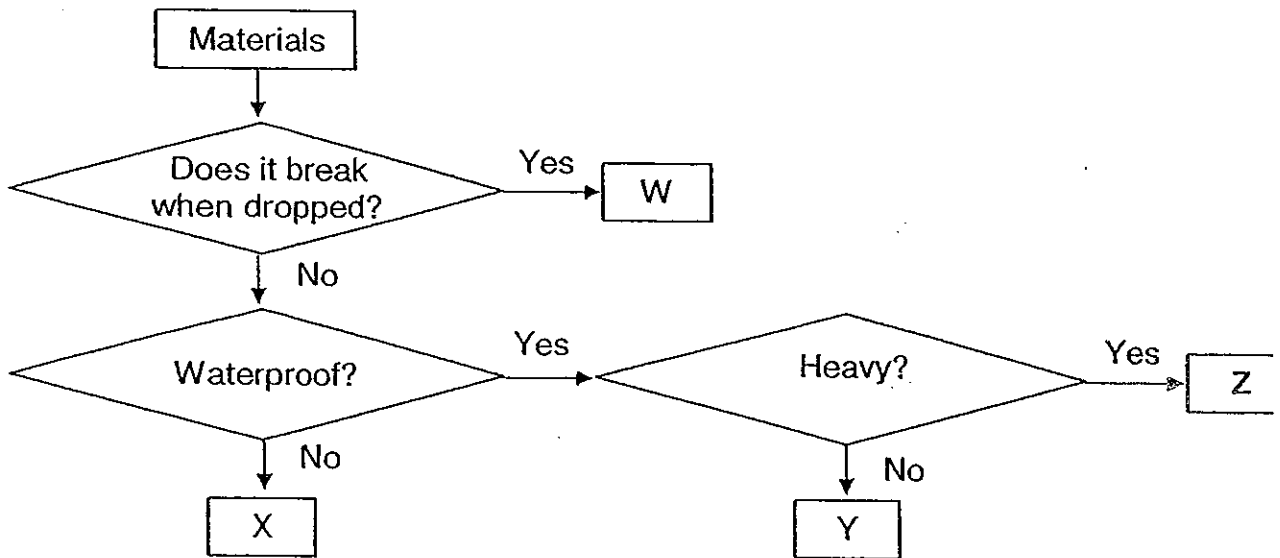 Materials
Does it break
when dropped?
Yes
W
No
Waterproof?
Yes
Heavy?
Yes
Z
No
X
No
Y